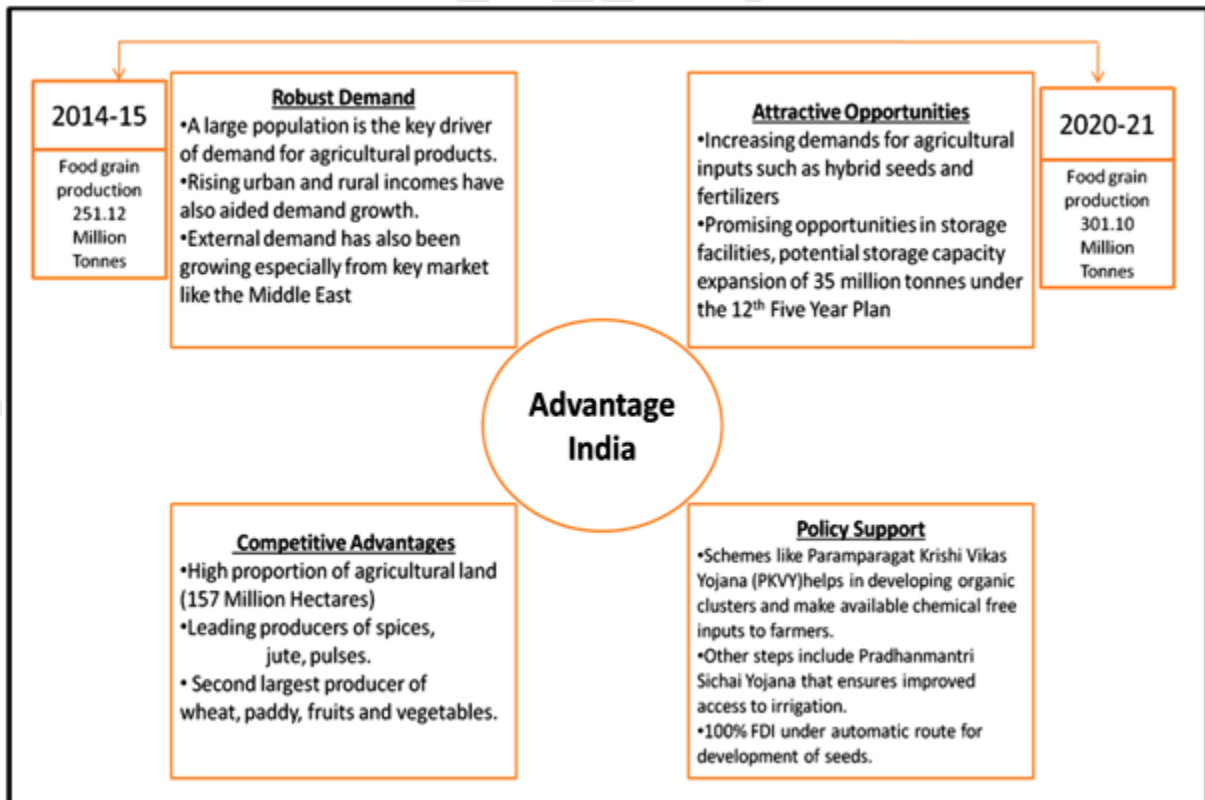 2014-15
Food grain
production
251.12
Million
Tonnes
Robust Demand
•A large population is the key driver
of demand for agricultural products.
•Rising urban and rural incomes have
also aided demand growth.
•External demand has also been
growing especially from key market
like the Middle East
Attractive Opportunities
•Increasing demands for agricultural
inputs such as hybrid seeds and
fertilizers
•Promising opportunities in storage
facilities, potential storage capacity
expansion of 35 million tonnes under
the 12th Five Year Plan
2020-21
Food grain
production
301.10
Million
Tonnes
Advantage
India
Competitive Advantages
•High proportion of agricultural land
(157 Million Hectares)
•Leading producers of spices,
jute, pulses.
• Second largest producer of
wheat, paddy, fruits and vegetables.
Policy Support
•Schemes like Paramparagat Krishi Vikas
Yojana (PKVY)helps in developing organic
clusters and make available chemical free
inputs to farmers.
•Other steps include Pradhanmantri
Sichai Yojana that ensures improved
access to irrigation.
•100% FDI under automatic route for
development of seeds.